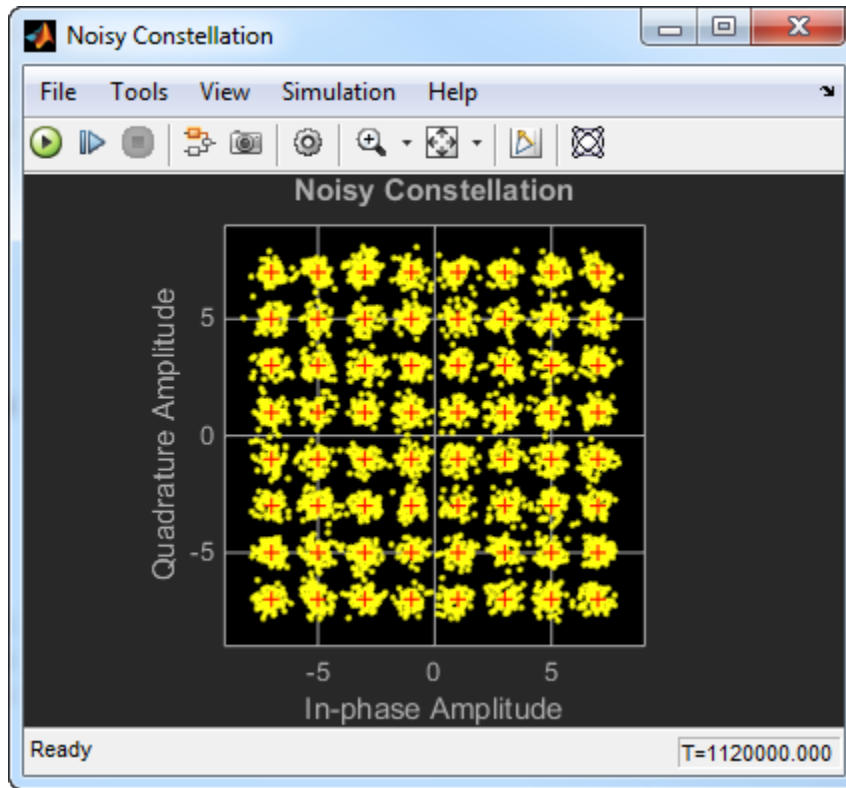 Noisy Constellation
File Tools View Simulation Help
Noisy Constellation
Quadrature Amplitude
5
0
-5
-5 0 5
In-phase Amplitude
Ready T=1120000.000